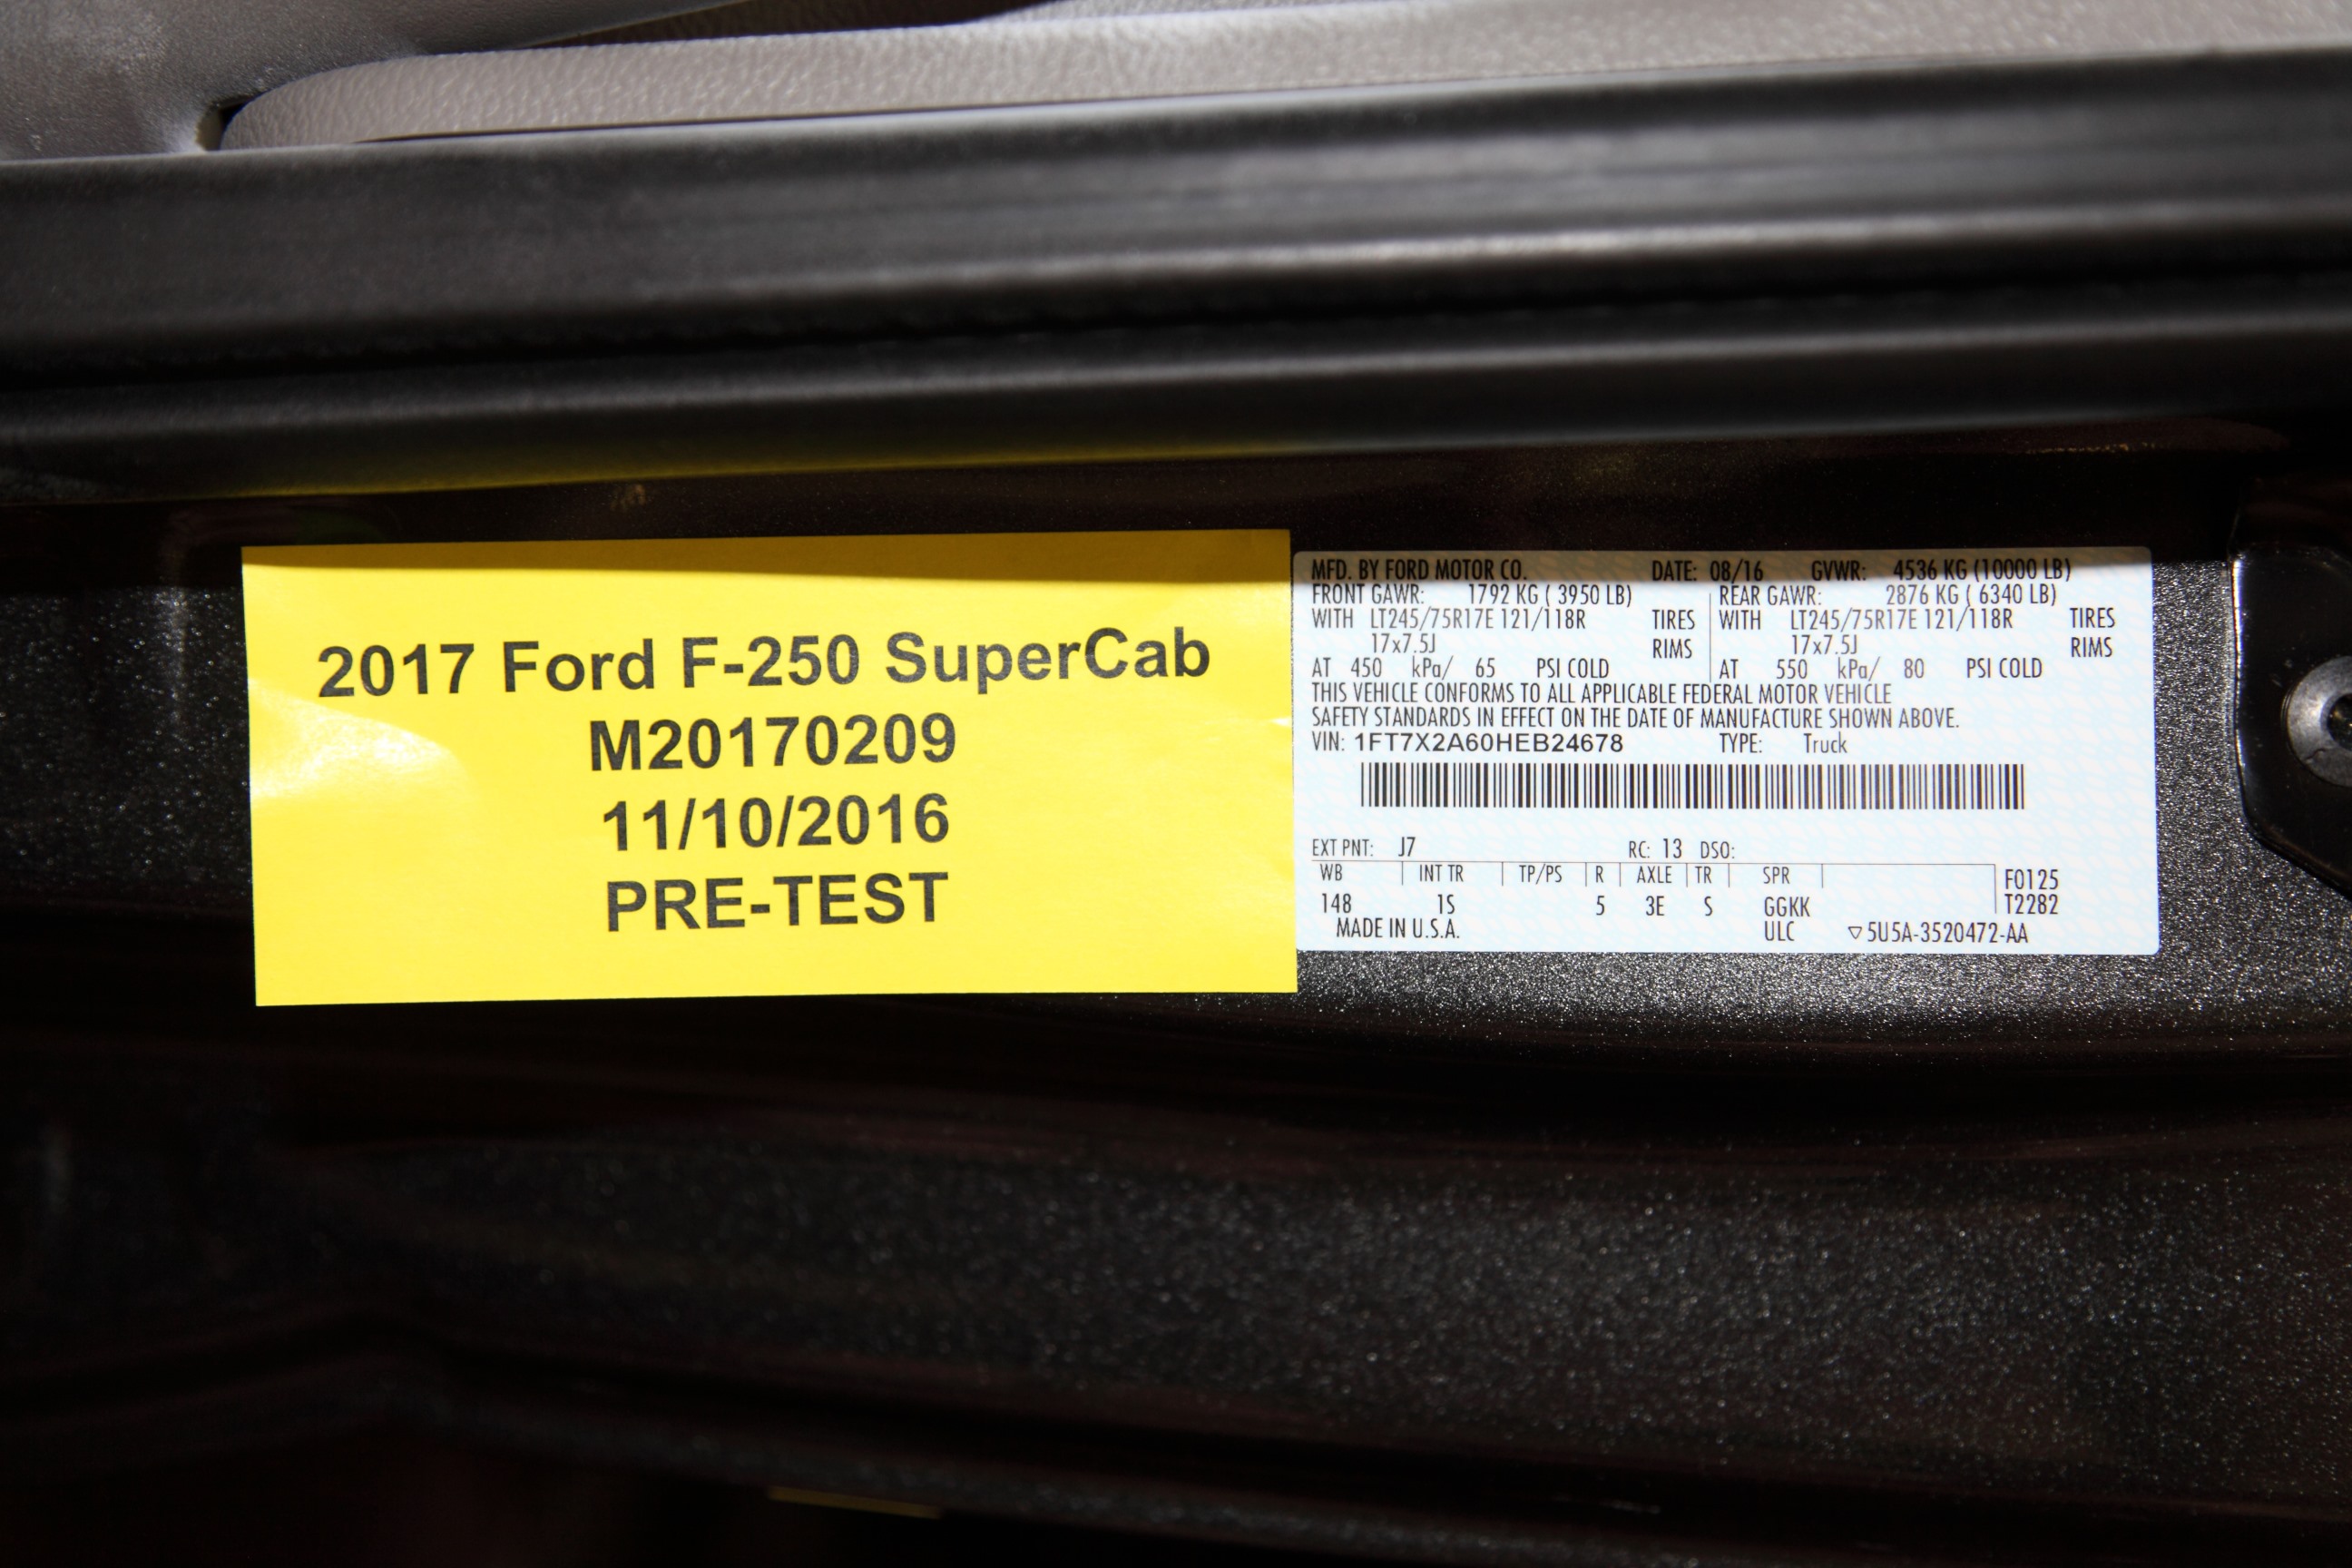 2017 Ford F-250 SuperCab
M20170209
11/10/2016
PRE-TEST
MFD. BY FORD MOTOR CO. DATE: 08/16 GVWR: 4536 KG (10000 LB)
FRONT GAWR: 1792 KG ( 3950 LB) REAR GAWR: 2876 KG ( 6340 LB)
WITH LT245/75R17E 121/118R TIRES WITH LT245/75R17E 121/118R TIRES
17x7.5J RIMS 17x7.5J RIMS
AT 450 kPa/ 65 PSI COLD AT 550 kPa/ 80 PSI COLD
THIS VEHICLE CONFORMS TO ALL APPLICABLE FEDERAL MOTOR VEHICLE
SAFETY STANDARDS IN EFFECT ON THE DATE OF MANUFACTURE SHOWN ABOVE.
VIN: 1FT7X2A60HEB24678 TYPE: Truck
EXT PNT: J7 RC: 13 DSO:
WB INT TR TP/PS R AXLE TR SPR F0125
148 1S 5 3E S GGKK T2282
MADE IN U.S.A. ULC ▽5U5A-3520472-AA